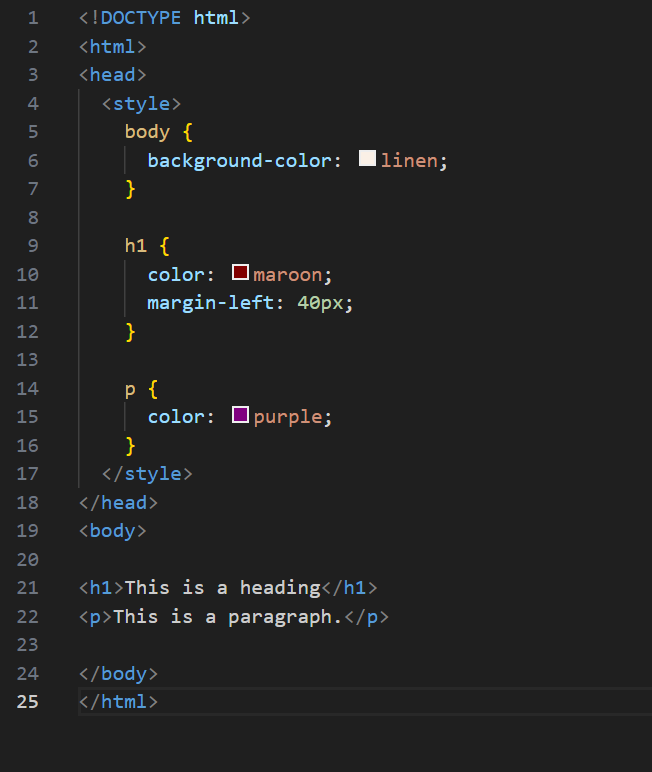 1 <!DOCTYPE html>
2 <html>
3 <head>
4   <style>
5     body {
6       background-color: linen;
7     }
8
9     h1 {
10       color: maroon;
11       margin-left: 40px;
12     }
13
14     p {
15       color: purple;
16     }
17   </style>
18 </head>
19 <body>
20
21 <h1>This is a heading</h1>
22 <p>This is a paragraph.</p>
23
24 </body>
25 </html>